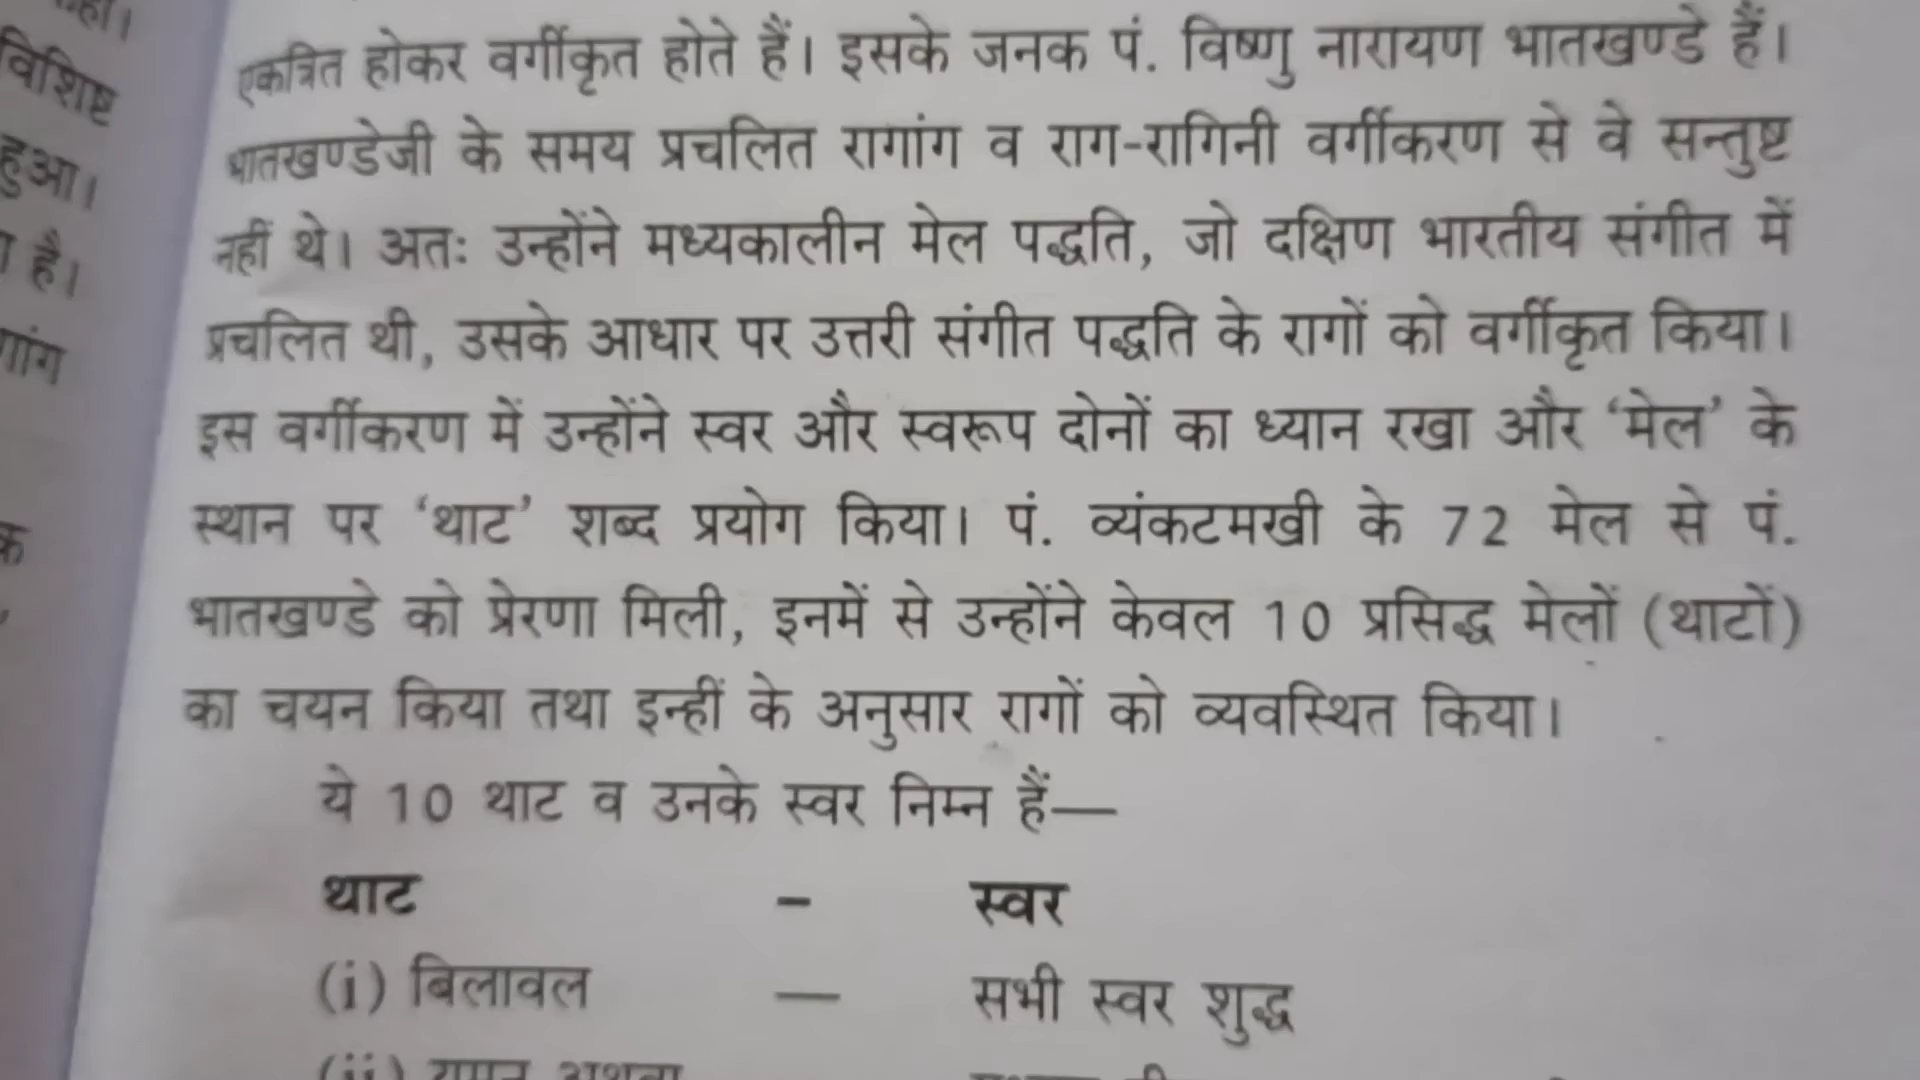 विशिष्ट
हुआ।
है।
एकत्रित होकर वर्गीकृत होते हैं। इसके जनक पं. विष्णु नारायण भातखण्डे हैं।
भातखण्डेजी के समय प्रचलित रागांग व राग-रागिनी वर्गीकरण से वे सन्तुष्ट
नहीं थे। अतः उन्होंने मध्यकालीन मेल पद्धति, जो दक्षिण भारतीय संगीत में
प्रचलित थी, उसके आधार पर उत्तरी संगीत पद्धति के रागों को वर्गीकृत किया।
इस वर्गीकरण में उन्होंने स्वर और स्वरूप दोनों का ध्यान रखा और ‘मेल’ के
स्थान पर ‘थाट’ शब्द प्रयोग किया। पं. व्यंकटमखी के 72 मेल से पं.
भातखण्डे को प्रेरणा मिली, इनमें से उन्होंने केवल 10 प्रसिद्ध मेलों (थाटों)
का चयन किया तथा इन्हीं के अनुसार रागों को व्यवस्थित किया।
ये 10 थाट व उनके स्वर निम्न हैं—
थाट – स्वर
(i) बिलावल — सभी स्वर शुद्ध